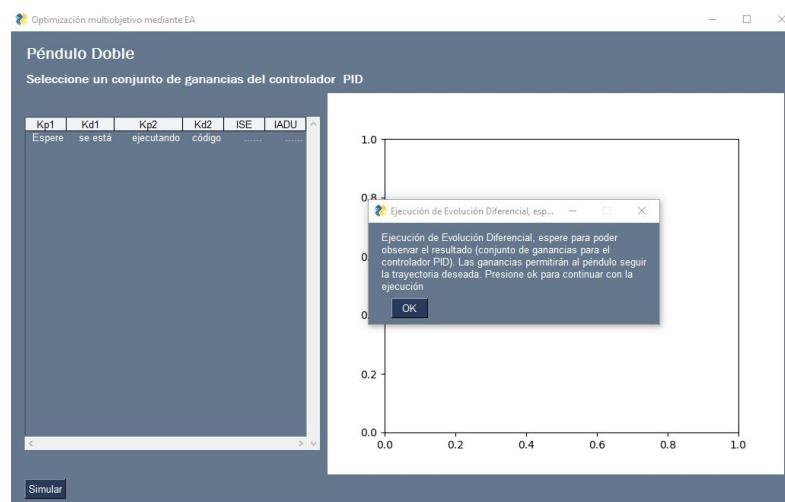 Optimización multiobjetivo mediante EA
Péndulo Doble
Seleccione un conjunto de ganancias del controlador PID
Kp1 Kd1 Kp2 Kd2 ISE IADU
Espere se está ejecutando código ...... ......
1.0
0.8
Ejecución de Evolución Diferencial, esp...
Ejecución de Evolución Diferencial, espere para poder
observar el resultado (conjunto de ganancias para el
controlador PID). Las ganancias permitirán al péndulo seguir
la trayectoria deseada. Presione ok para continuar con la
ejecución
OK
0.2
0.0
0.0 0.2 0.4 0.6 0.8 1.0
Simular